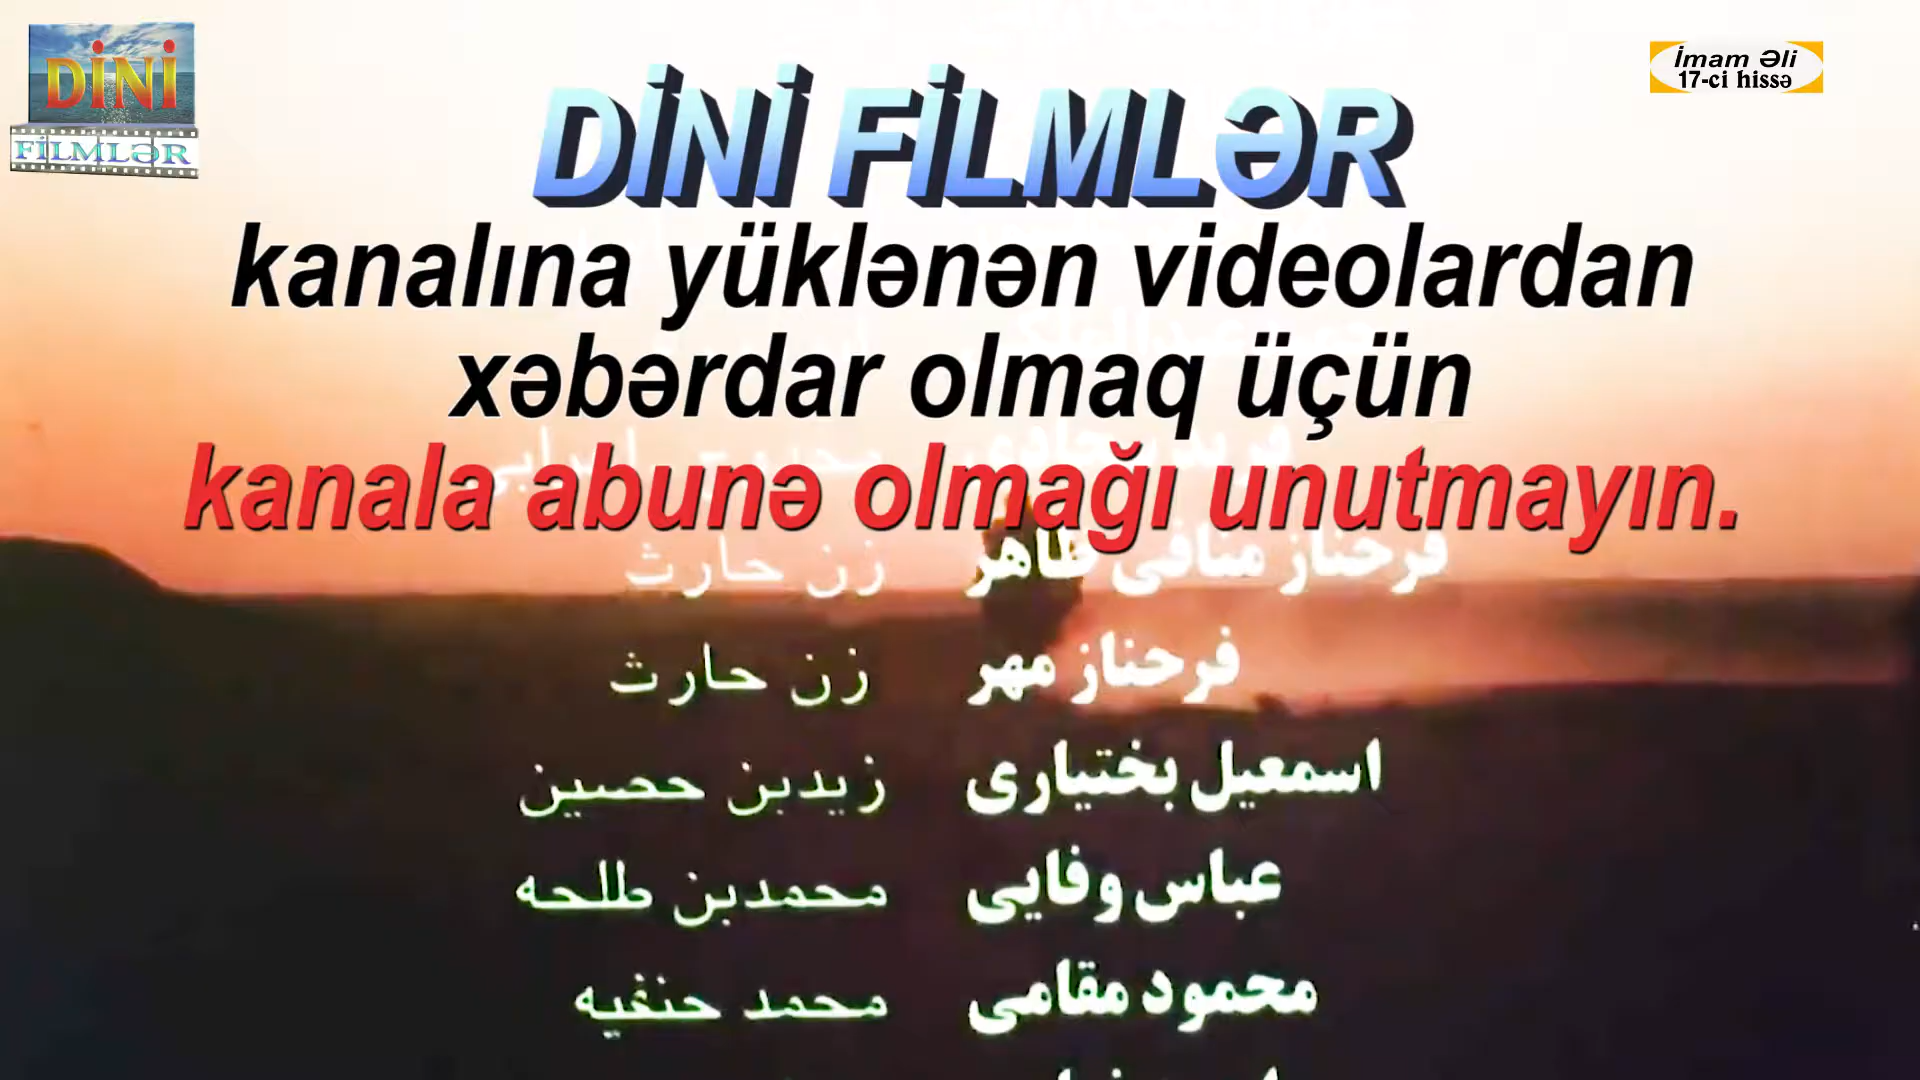 DİNİ
FİLMLƏR
İmam Əli
17-ci hissə
DİNİ FİLMLƏR
kanalına yüklənən videolardan
xəbərdar olmaq üçün
kanala abunə olmağı unutmayın.
فرحناز منافی ظاهر زن حارث
فرحناز مهر زن حارث
اسمعیل بختیاری زیدبن حصین
عباس وفایی محمدبن طلحه
محمود مقامی محمد حنفیه